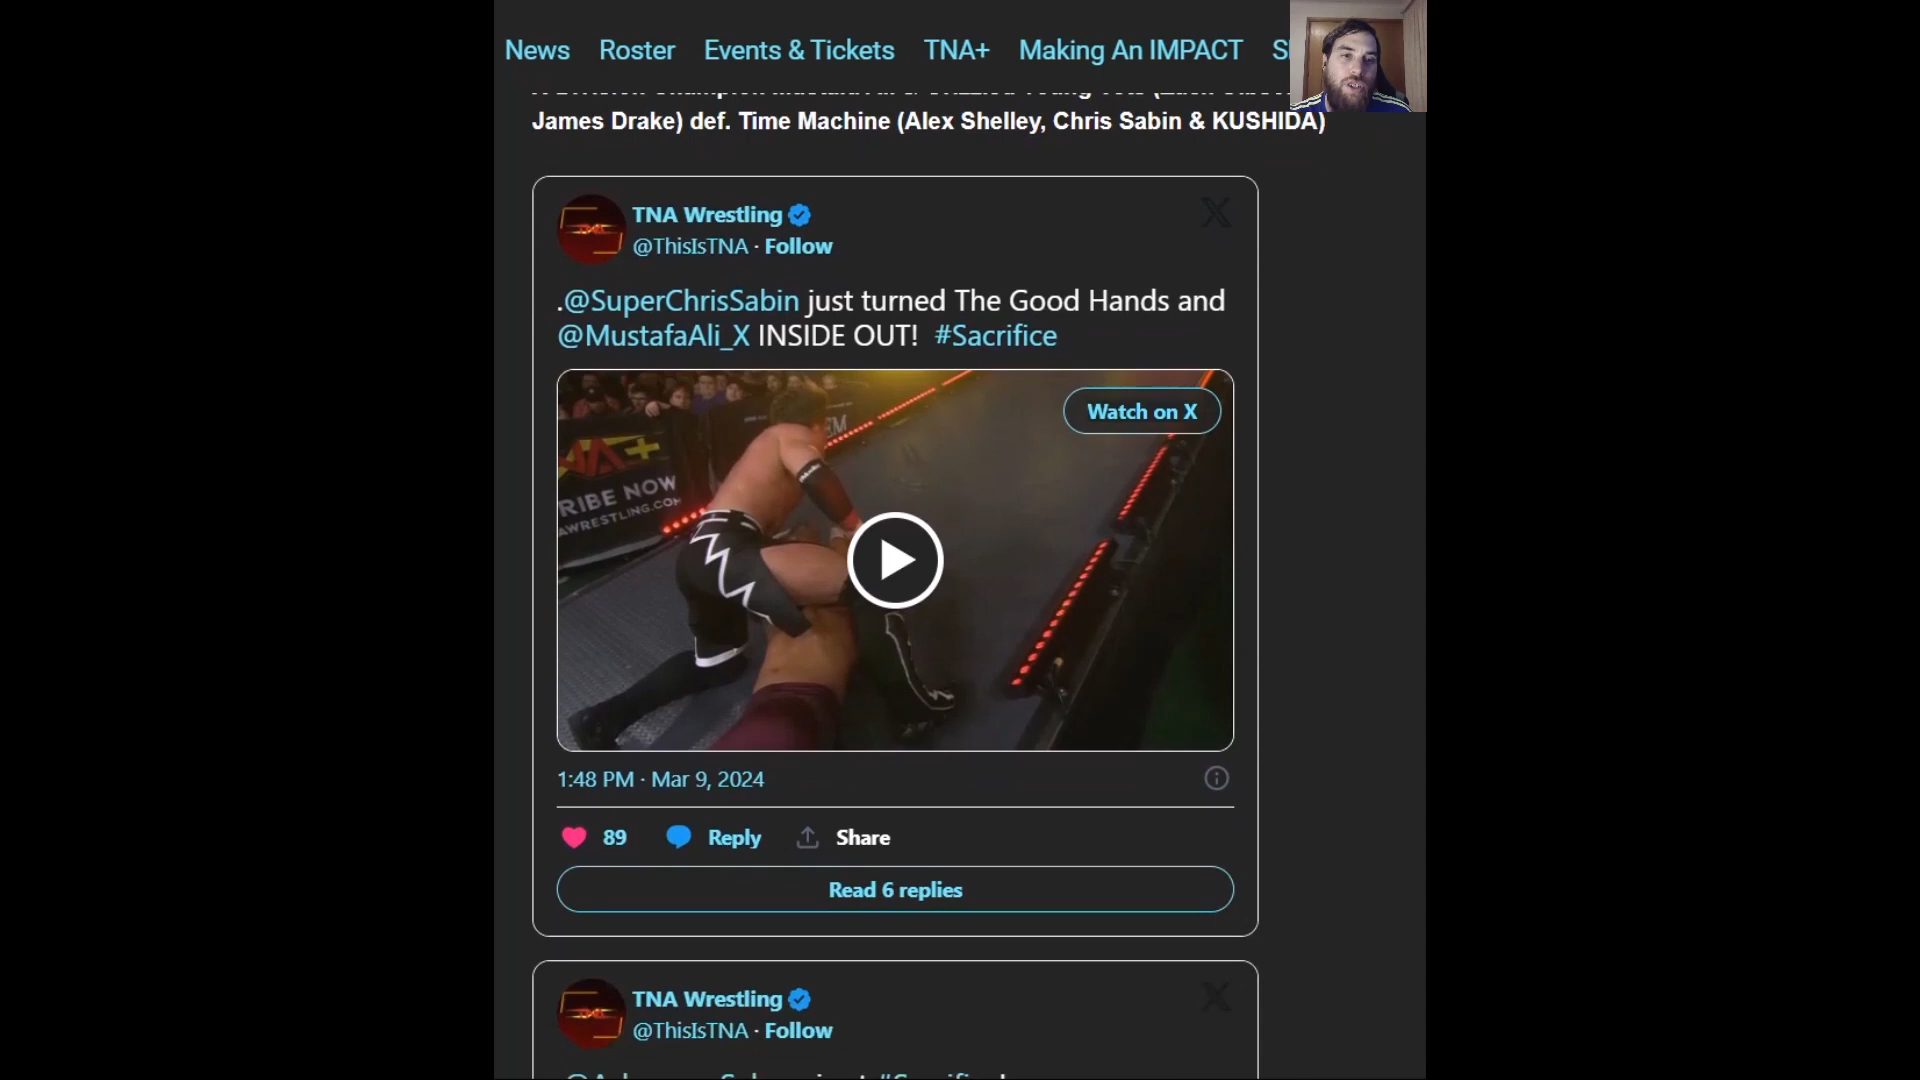 News Roster Events & Tickets TNA+ Making An IMPACT
James Drake) def. Time Machine (Alex Shelley, Chris Sabin & KUSHIDA)
TNA Wrestling
@ThisIsTNA · Follow
.@SuperChrisSabin just turned The Good Hands and
@MustafaAli_X INSIDE OUT! #Sacrifice
Watch on X
RIBE NOW
AWRESTLING.COM
1:48 PM · Mar 9, 2024
89 Reply Share
Read 6 replies
TNA Wrestling
@ThisIsTNA · Follow